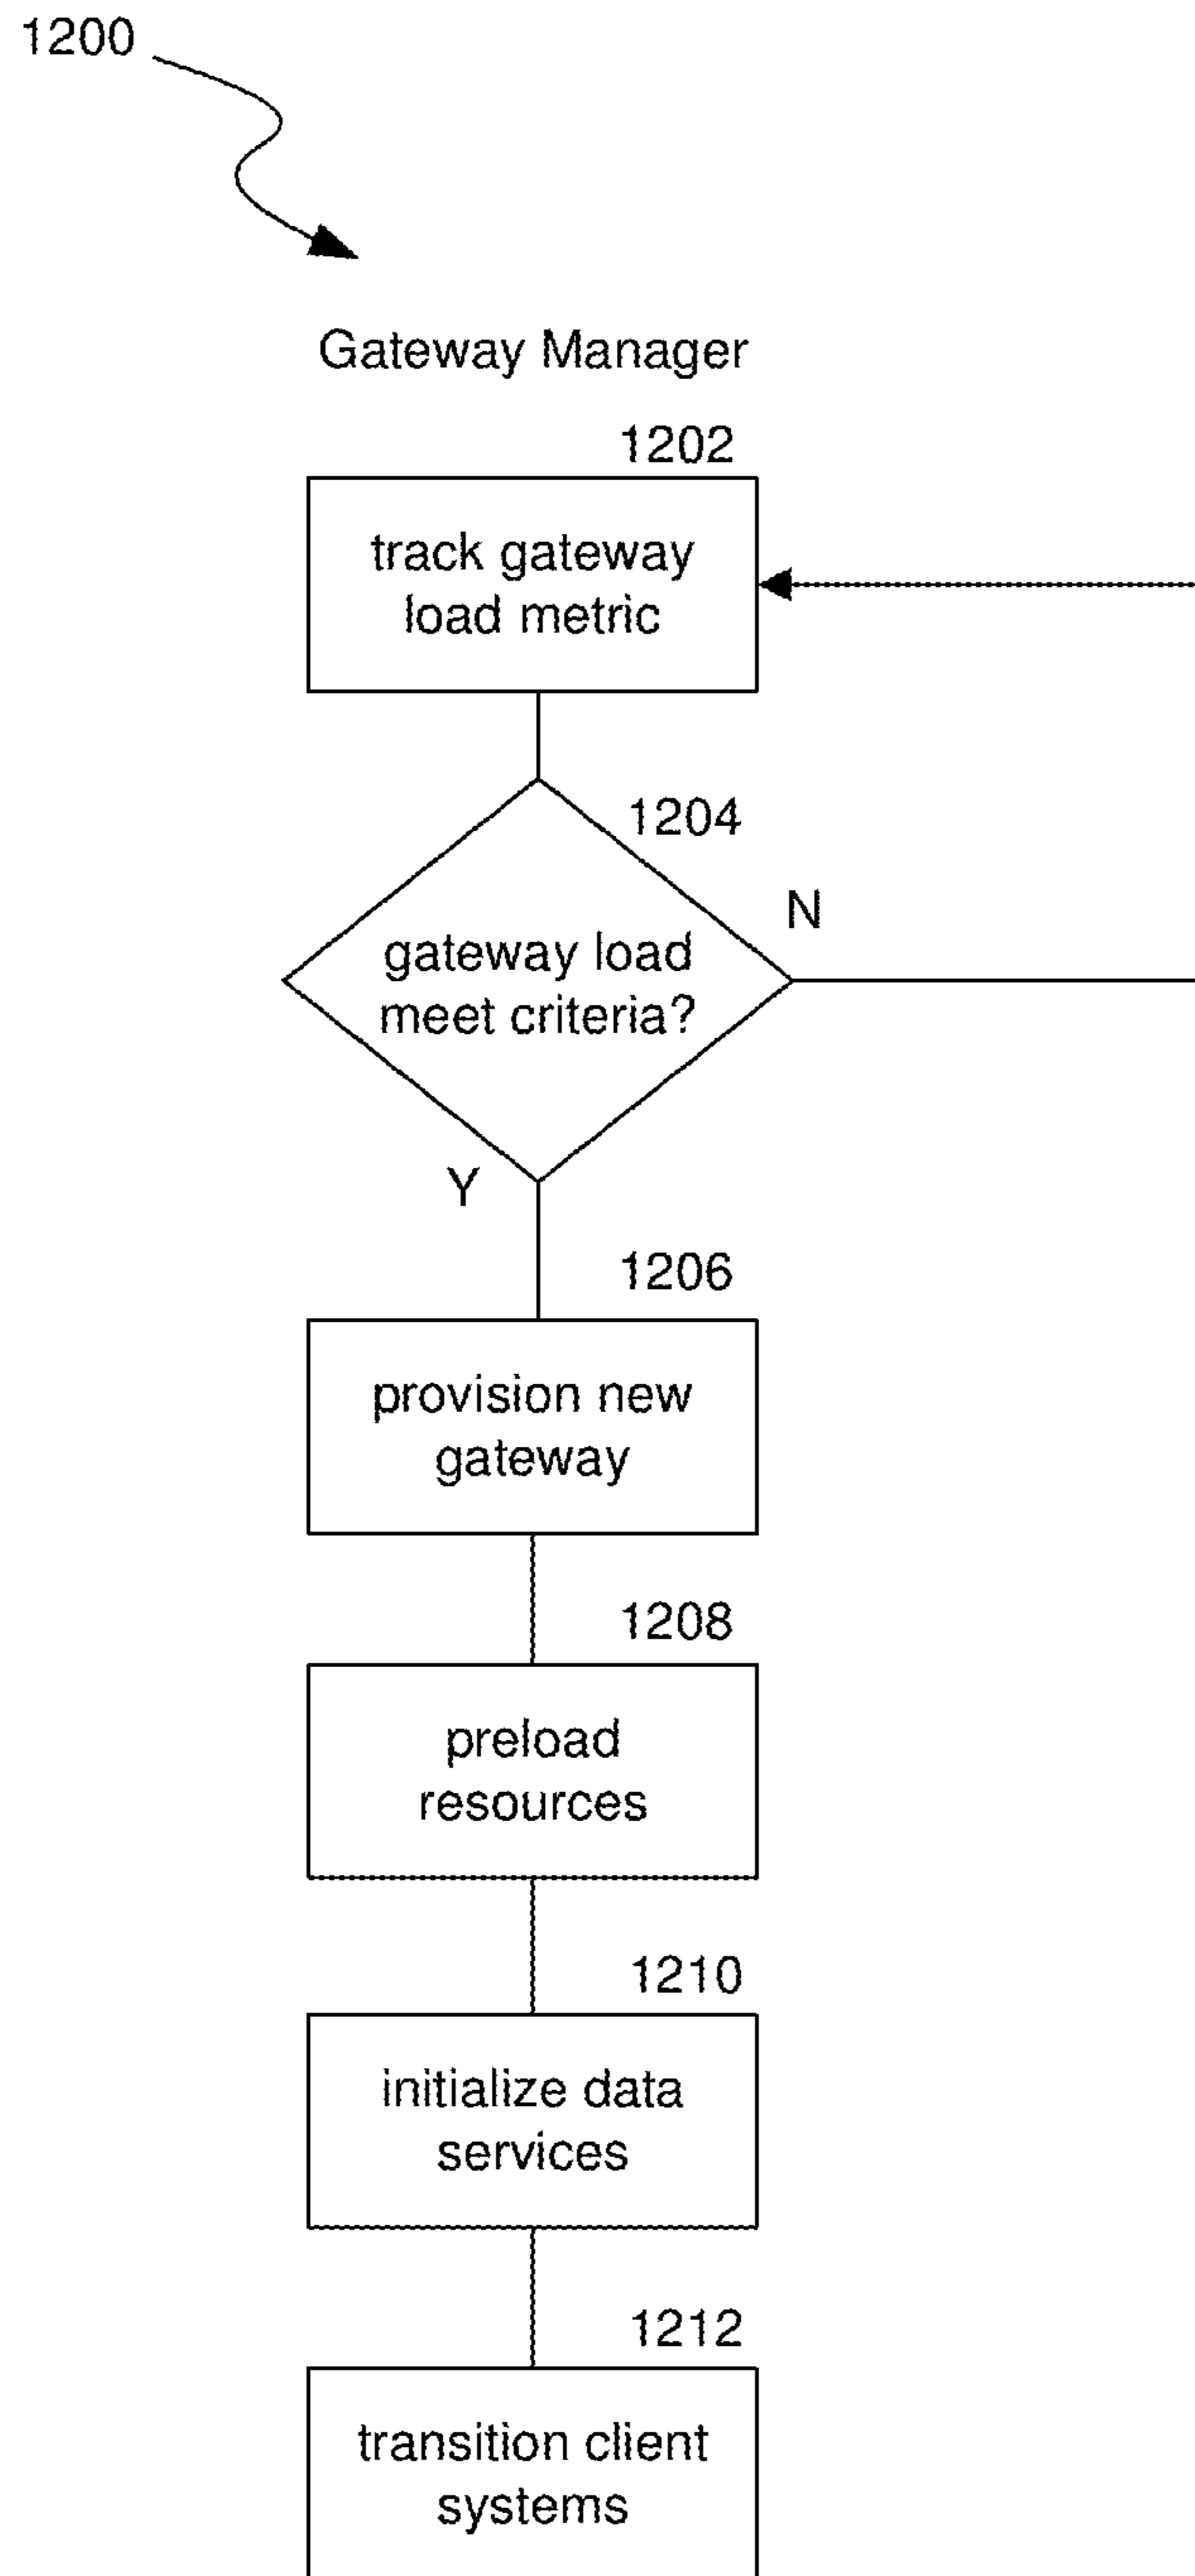 1200
Gateway Manager
1202
track gateway
load metric
1204
N
gateway load
meet criteria?
Y
1206
provision new
gateway
1208
preload
resources
1210
initialize data
services
1212
transition client
systems